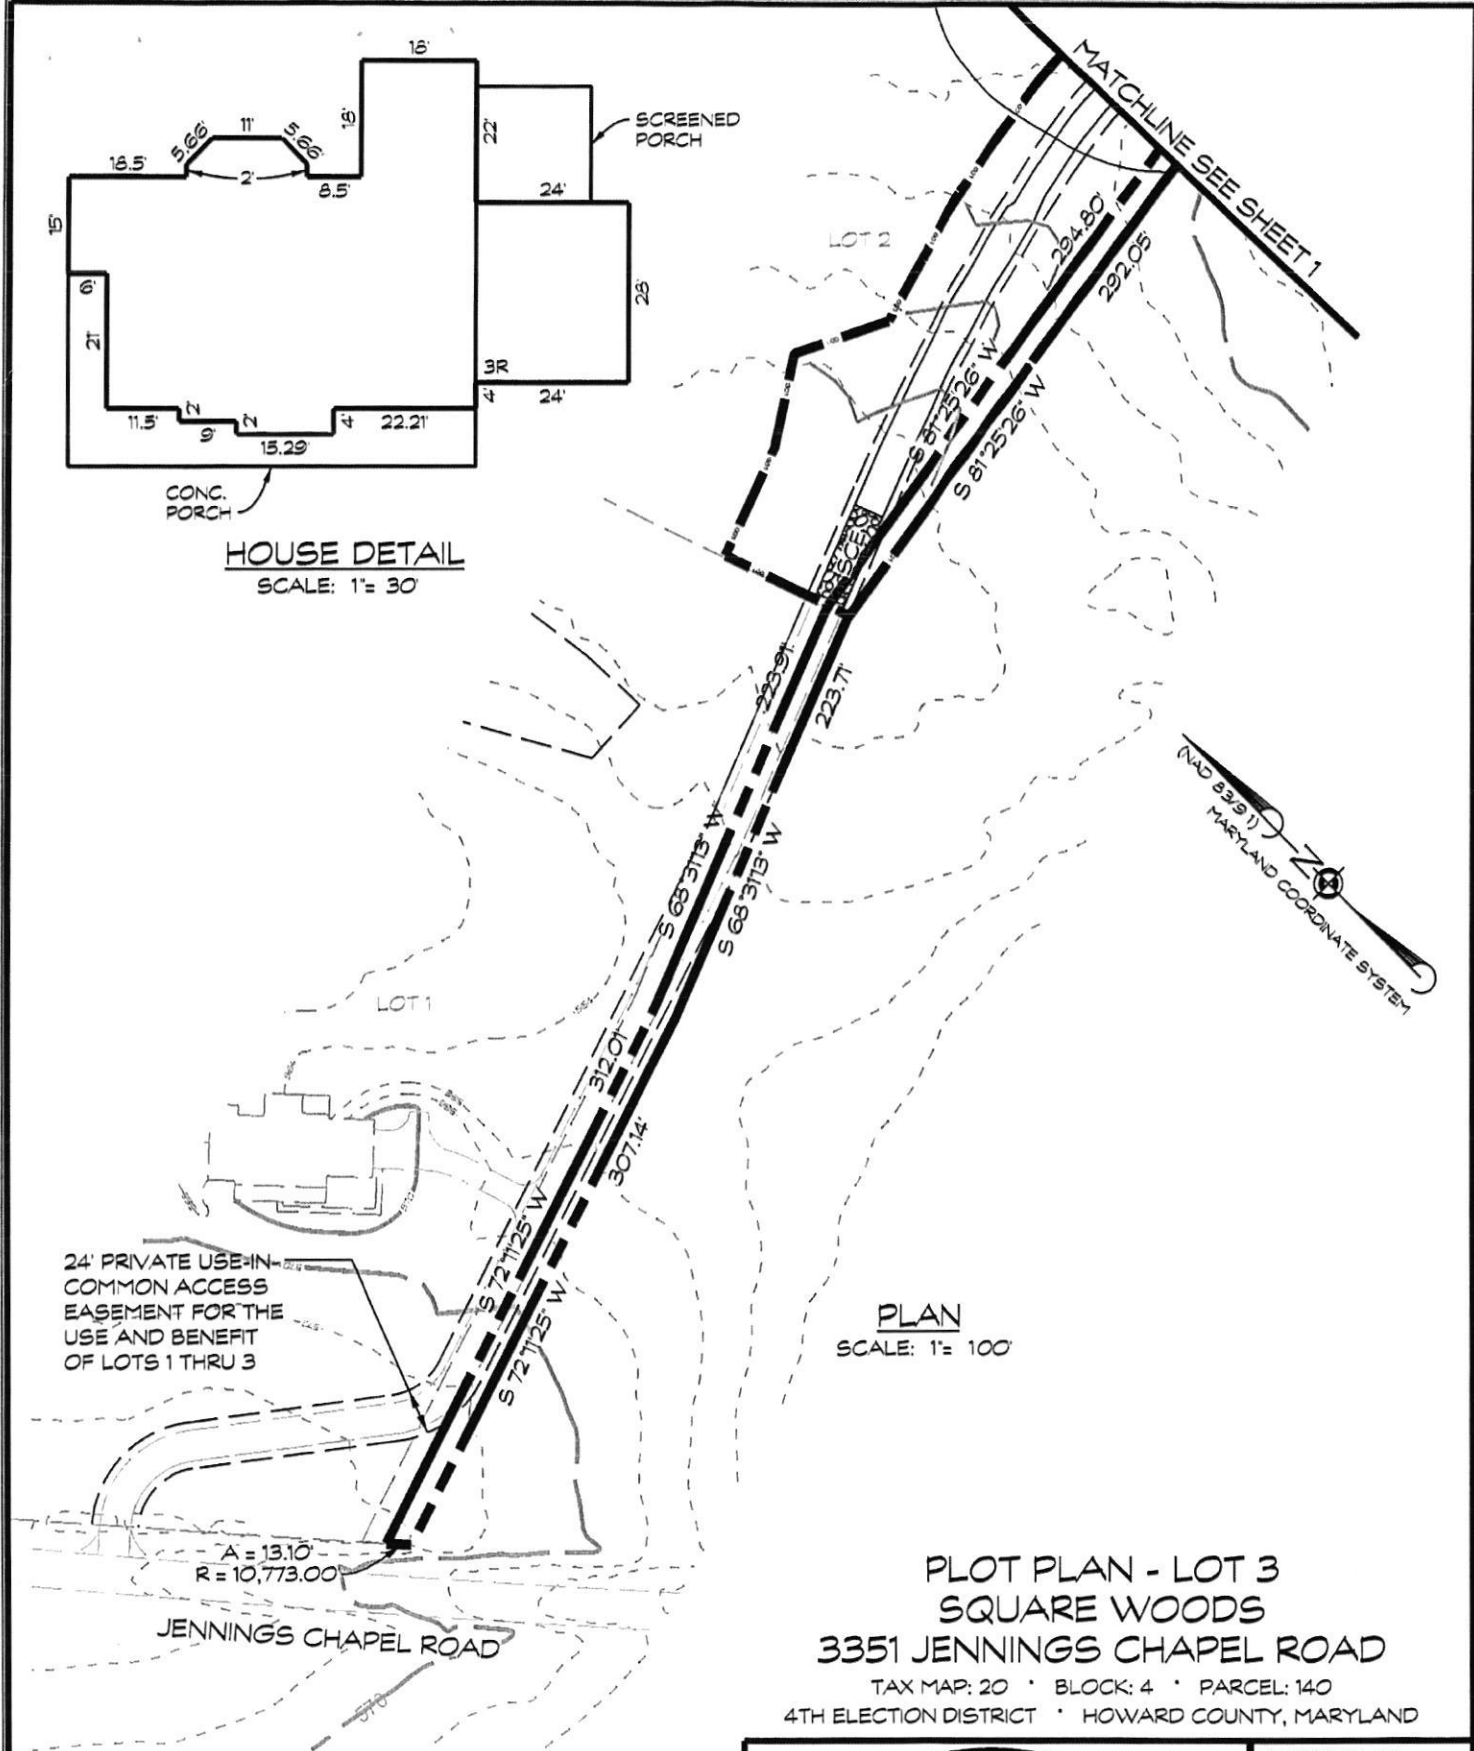 18'
18'
22'
SCREENED
PORCH
11'
5.66'
5.66'
18.5'
2'
8.5'
24'
15'
6'
28'
21'
3R
4'
24'
11.5'
2'
9'
2'
15.29'
4'
22.21'
CONC.
PORCH
HOUSE DETAIL
SCALE: 1"= 30'
MATCHLINE SEE SHEET 1
LOT 2
294.80'
292.05'
S 81°25'26" W
S 81°25'26" W
SCE
223.91'
223.71'
S 68°31'13" W
S 68°31'13" W
(NAD 83/91)
MARYLAND COORDINATE SYSTEM
N
LOT 1
312.01'
307.14'
S 72°11'25" W
S 72°11'25" W
24' PRIVATE USE-IN-
COMMON ACCESS
EASEMENT FOR THE
USE AND BENEFIT
OF LOTS 1 THRU 3
PLAN
SCALE: 1"= 100'
A = 13.10'
R = 10,773.00'
JENNINGS CHAPEL ROAD
570
PLOT PLAN - LOT 3
SQUARE WOODS
3351 JENNINGS CHAPEL ROAD
TAX MAP: 20 * BLOCK: 4 * PARCEL: 140
4TH ELECTION DISTRICT * HOWARD COUNTY, MARYLAND